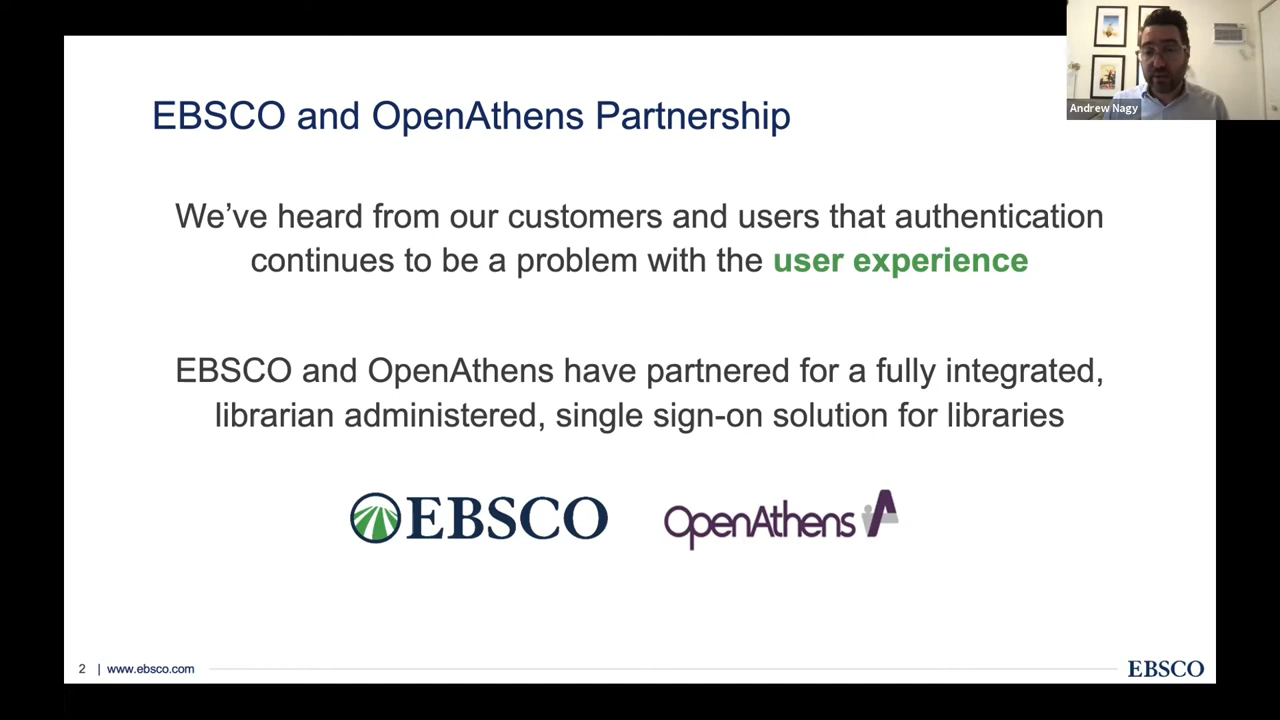 Andrew Nagy
EBSCO and OpenAthens Partnership
We've heard from our customers and users that authentication
continues to be a problem with the user experience
EBSCO and OpenAthens have partnered for a fully integrated,
librarian administered, single sign-on solution for libraries
EBSCO
OpenAthens
2 | www.ebsco.com
EBSCO